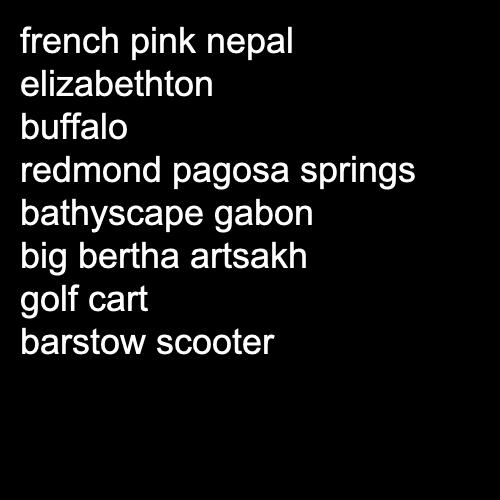 french pink nepal
elizabethton
buffalo
redmond pagosa springs
bathyscape gabon
big bertha artsakh
golf cart
barstow scooter